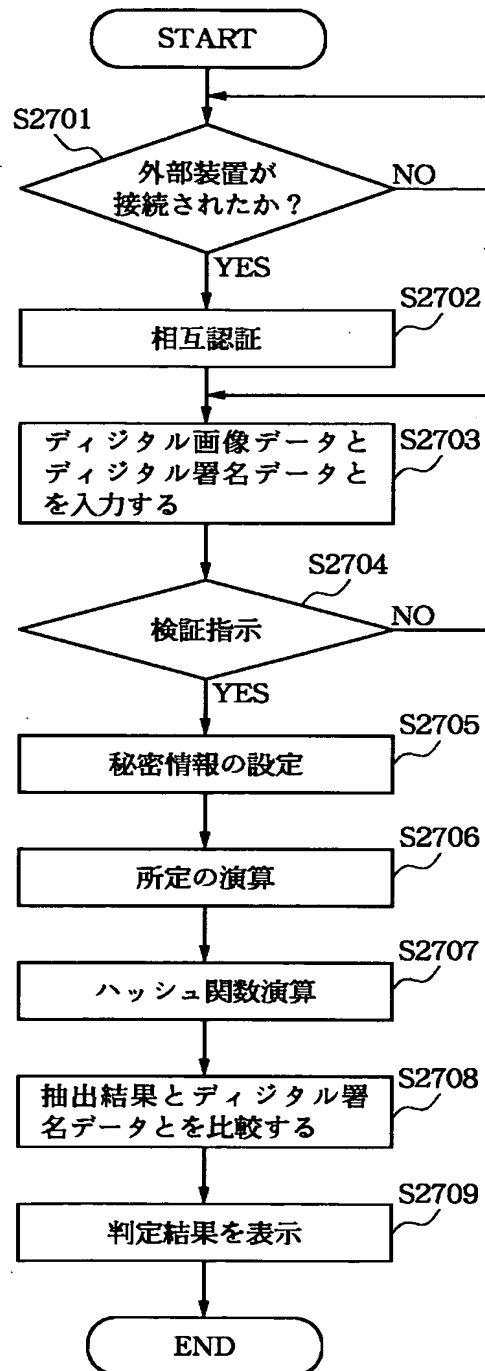 START
S2701
外部装置が
接続されたか？
NO
YES
S2702
相互認証
S2703
ディジタル画像データと
ディジタル署名データと
を入力する
S2704
検証指示
NO
YES
S2705
秘密情報の設定
S2706
所定の演算
S2707
ハッシュ関数演算
S2708
抽出結果とディジタル署
名データとを比較する
S2709
判定結果を表示
END